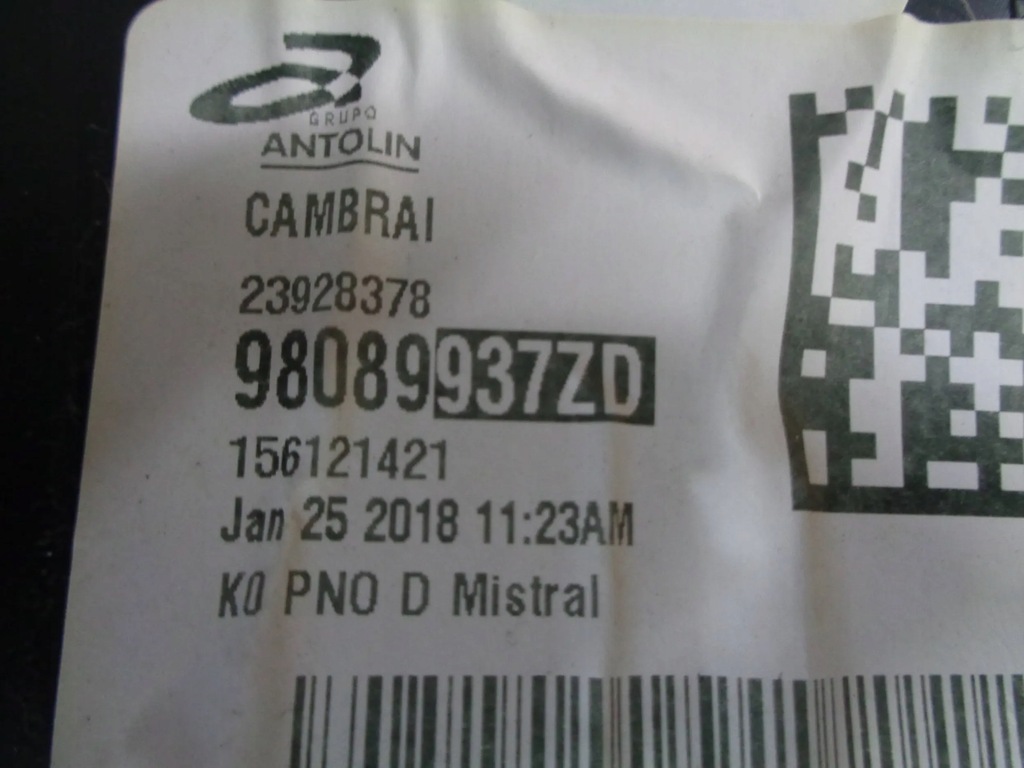 GRUPO
ANTOLIN
CAMBRAI
23928378
98089937ZD
156121421
Jan 25 2018 11:23AM
K0 PNO D Mistral